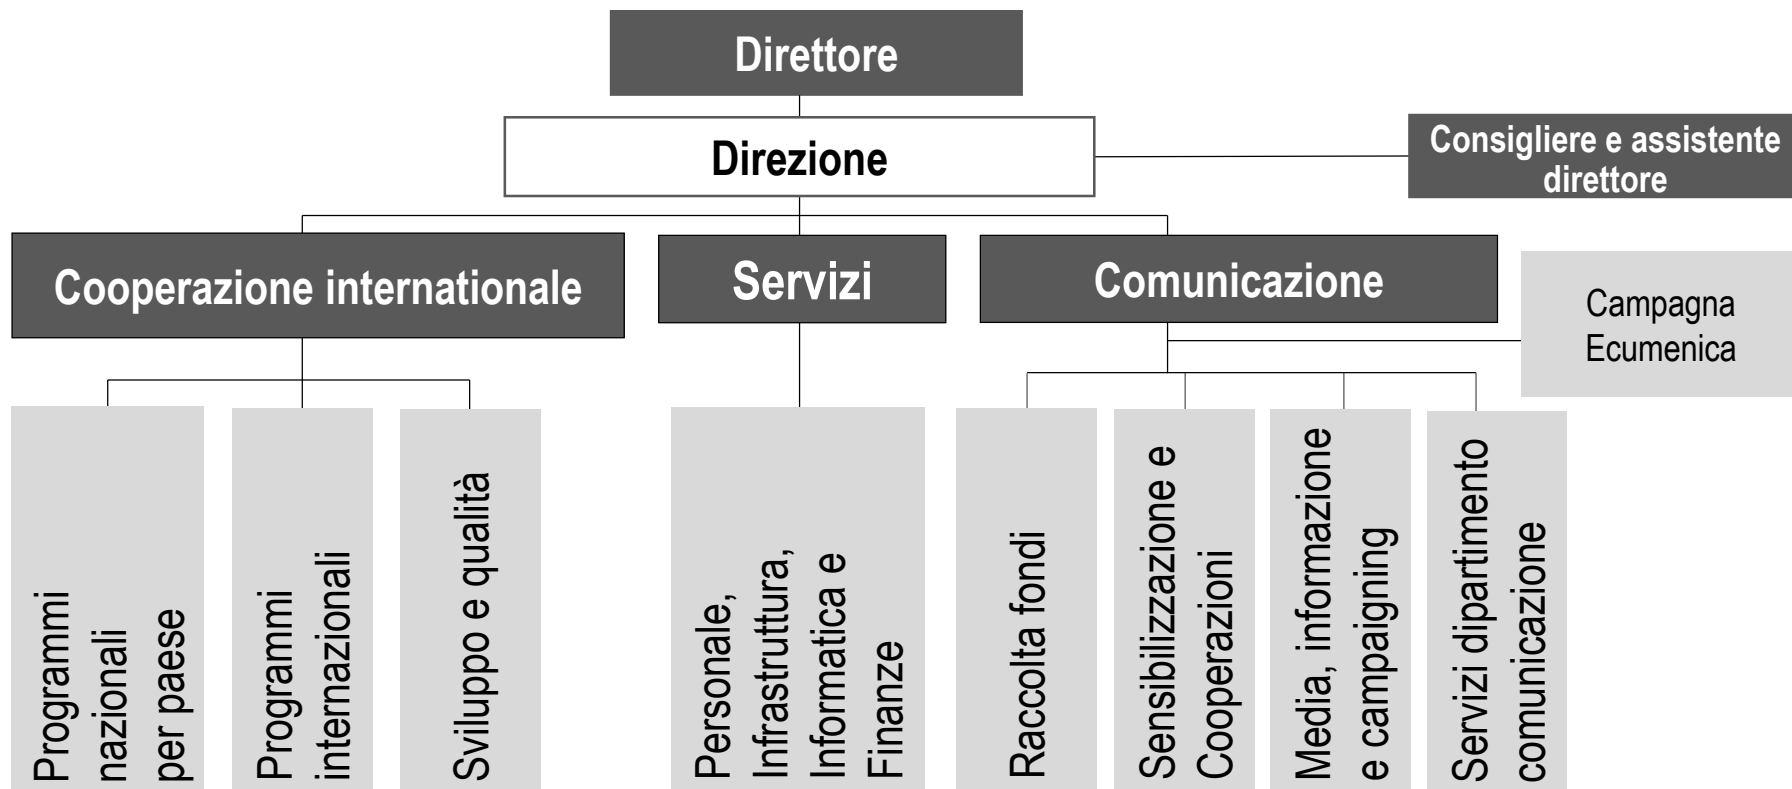 Direttore
Direzione
Consigliere e assistente
direttore
Cooperazione internationale
Servizi
Comunicazione
Campagna
Ecumenica
Programmi
nazionali
per paese
Programmi
internazionali
Sviluppo e qualità
Personale,
Infrastruttura,
Informatica e
Finanze
Raccolta fondi
Sensibilizzazione e
Cooperazioni
Media, informazione
e campaigning
Servizi dipartimento
comunicazione